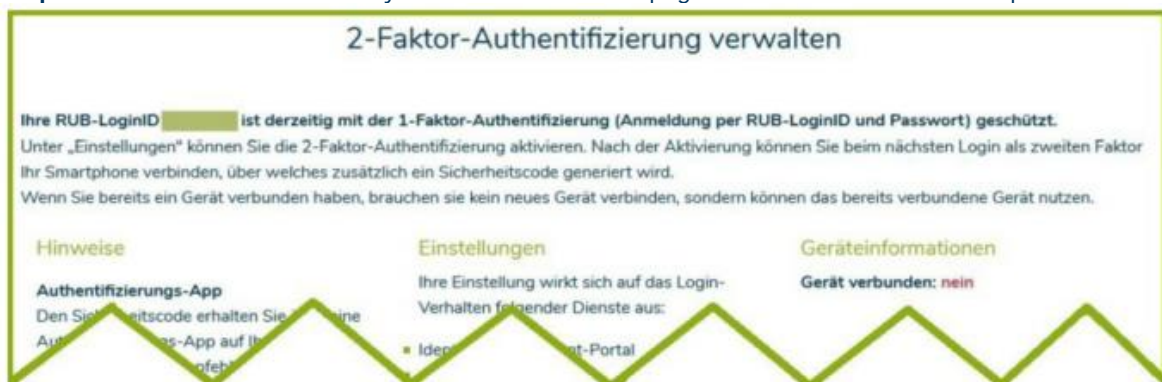 2-Faktor-Authentifizierung verwalten
Ihre RUB-LoginID ist derzeitig mit der 1-Faktor-Authentifizierung (Anmeldung per RUB-LoginID und Passwort) geschützt.
Unter „Einstellungen" können Sie die 2-Faktor-Authentifizierung aktivieren. Nach der Aktivierung können Sie beim nächsten Login als zweiten Faktor
Ihr Smartphone verbinden, über welches zusätzlich ein Sicherheitscode generiert wird.
Wenn Sie bereits ein Gerät verbunden haben, brauchen sie kein neues Gerät verbinden, sondern können das bereits verbundene Gerät nutzen.
Hinweise
Authentifizierungs-App
Den erhalten Sie
Einstellungen
Ihre Einstellung wirkt sich auf das Login-
Verhalten folgender Dienste aus:
Geräteinformationen
Gerät verbunden: nein